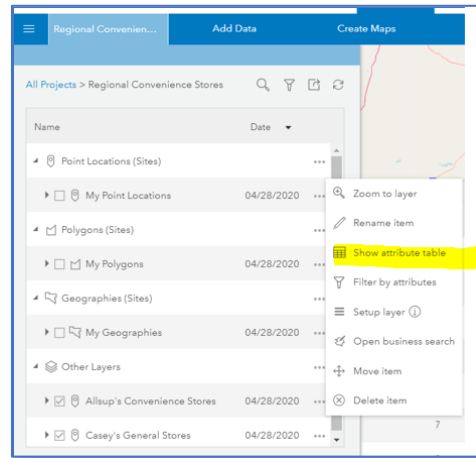 Regional Convenien... Add Data Create Maps
All Projects > Regional Convenience Stores
Name Date
Point Locations (Sites)
My Point Locations 04/28/2020
Polygons (Sites)
My Polygons 04/28/2020
Geographies (Sites)
My Geographies 04/28/2020
Other Layers
Allsup's Convenience Stores 04/28/2020
Casey's General Stores 04/28/2020
Zoom to layer
Rename item
Show attribute table
Filter by attributes
Setup layer
Open business search
Move item
Delete item
7